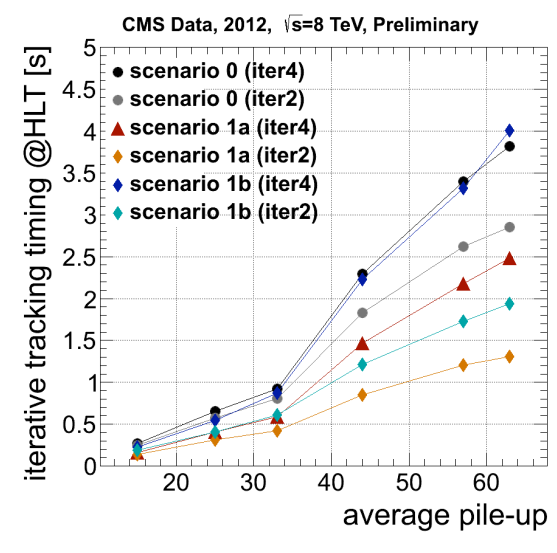 CMS Data, 2012, √s=8 TeV, Preliminary
iterative tracking timing @HLT [s]
5
4.5
4
3.5
3
2.5
2
1.5
1
0.5
0
scenario 0 (iter4)
scenario 0 (iter2)
scenario 1a (iter4)
scenario 1a (iter2)
scenario 1b (iter4)
scenario 1b (iter2)
20 30 40 50 60
average pile-up